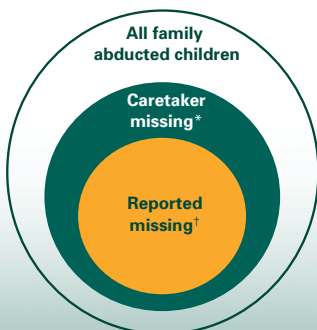 All family
abducted children
Caretaker
missing*
Reported
missing†